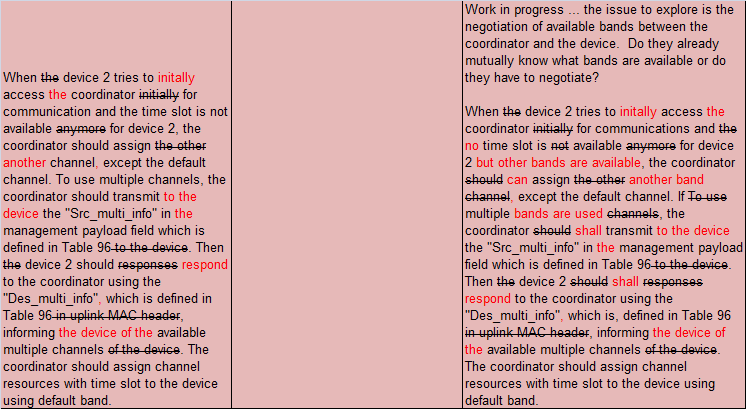 When the device 2 tries to initally
access the coordinator initially for
communication and the time slot is not
available anymore for device 2, the
coordinator should assign the other
another channel, except the default
channel. To use multiple channels, the
coordinator should transmit to the
device the "Src_multi_info" in the
management payload field which is
defined in Table 96 to the device. Then
the device 2 should responses respond
to the coordinator using the
"Des_multi_info", which is defined in
Table 96 in uplink MAC header,
informing the device of the available
multiple channels of the device. The
coordinator should assign channel
resources with time slot to the device
using default band.
Work in progress ... the issue to explore is the
negotiation of available bands between the
coordinator and the device.  Do they already
mutually know what bands are available or do
they have to negotiate?
When the device 2 tries to initally access the
coordinator initially for communications and the
no time slot is not available anymore for device
2 but other bands are available, the coordinator
should can assign the other another band
channel, except the default channel. If To use
multiple bands are used channels, the
coordinator should shall transmit to the device
the "Src_multi_info" in the management payload
field which is defined in Table 96 to the device.
Then the device 2 should shall responses
respond to the coordinator using the
"Des_multi_info", which is, defined in Table 96
in uplink MAC header, informing the device of
the available multiple channels of the device.
The coordinator should assign channel
resources with time slot to the device using
default band.